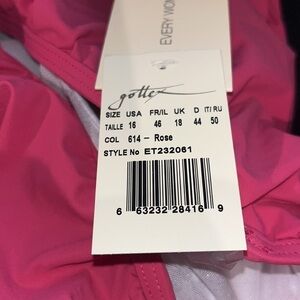 EVERY WO
gottex
SIZE USA FR/IL UK D IT/RU
TAILLE 16 46 18 44 50
COL 614 - Rose
STYLE No ET232061
6 63232 28416 9